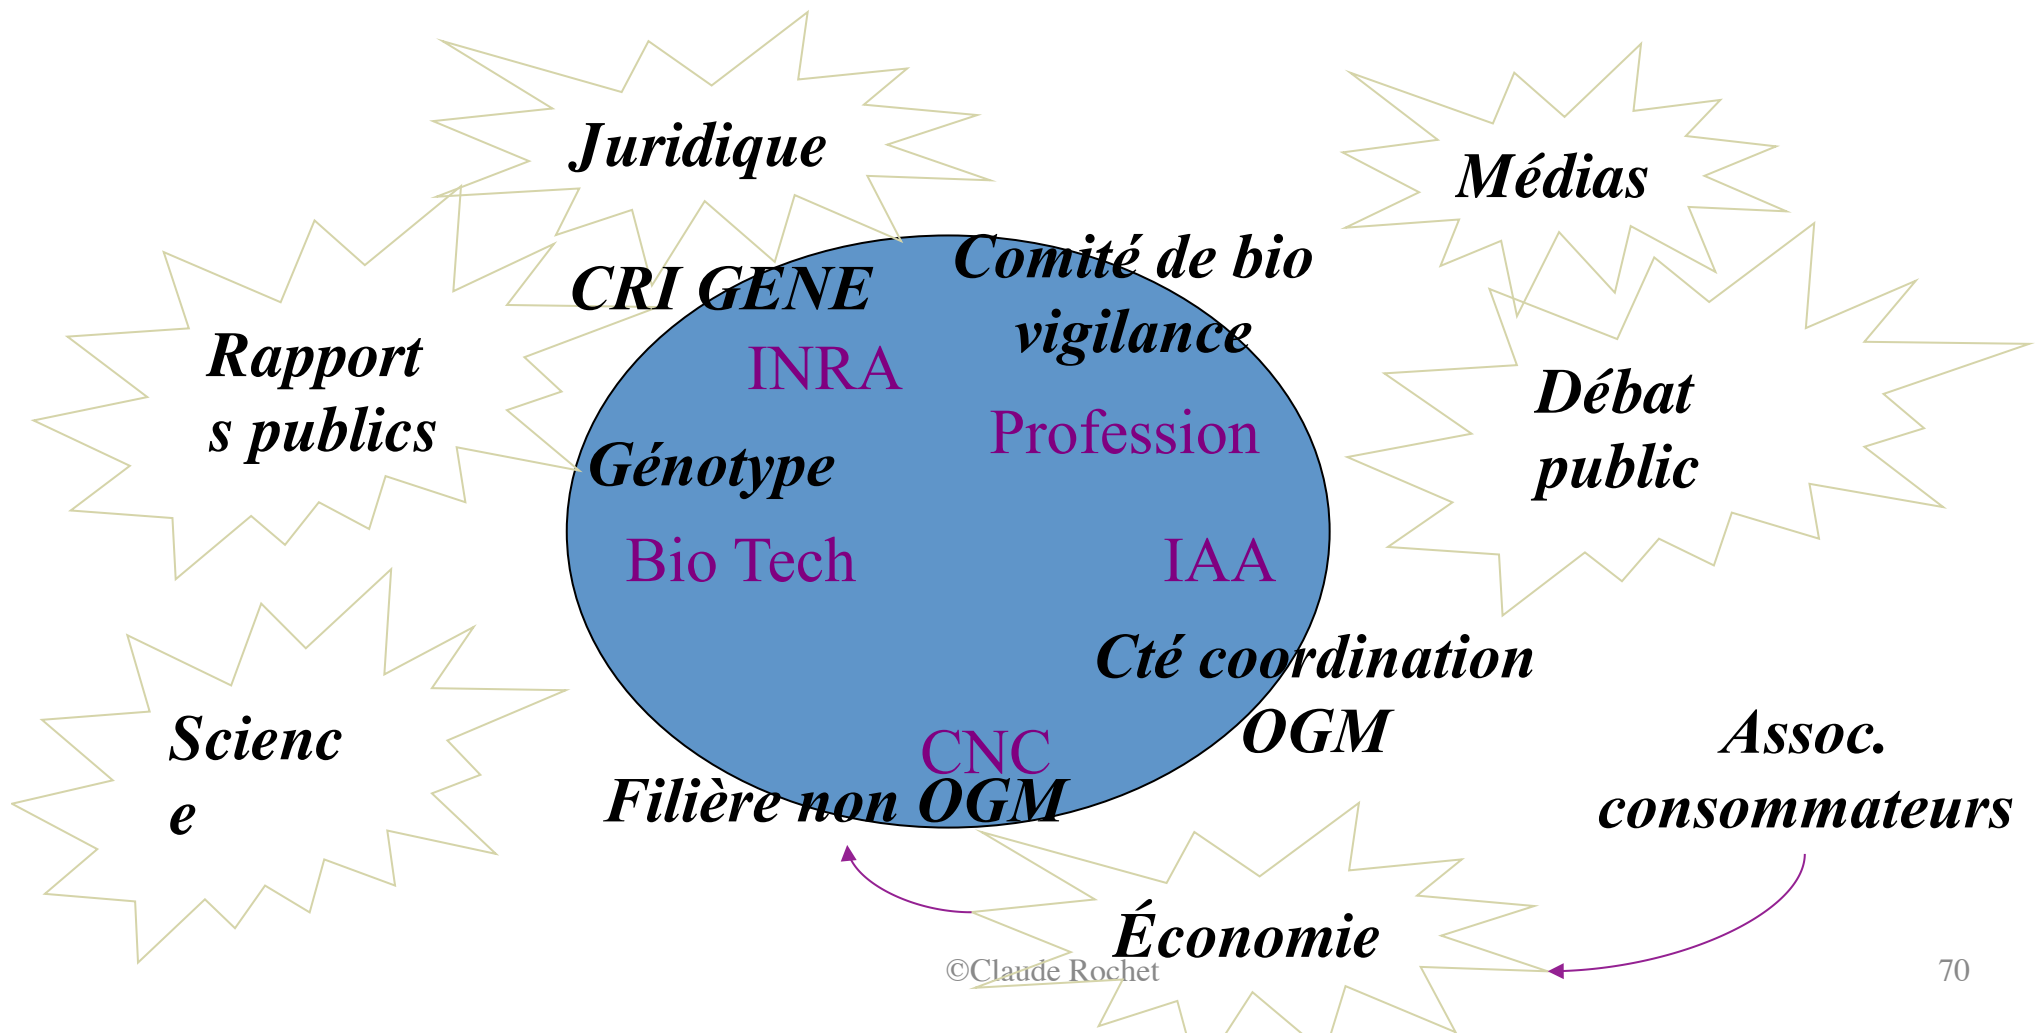 Juridique
Médias
Comité de bio
vigilance
CRI GENE
Rapport
s publics
INRA
Débat
public
Profession
Génotype
Bio Tech
IAA
Cté coordination
OGM
Scienc
e
CNC
Filière non OGM
Assoc.
consommateurs
Économie
©Claude Rochet
70